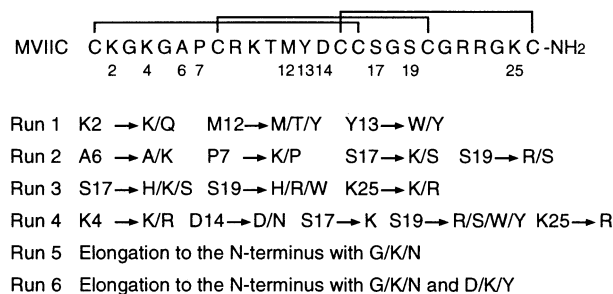 MVIIC CKGKGAPCRKTMYDCCSGSCGRRGKC-NH2
2 4 6 7 12 13 14 17 19 25
Run 1 K2 → K/Q M12 → M/T/Y Y13 → W/Y
Run 2 A6 → A/K P7 → K/P S17 → K/S S19 → R/S
Run 3 S17 → H/K/S S19 → H/R/W K25 → K/R
Run 4 K4 → K/R D14 → D/N S17 → K S19 → R/S/W/Y K25 → R
Run 5 Elongation to the N-terminus with G/K/N
Run 6 Elongation to the N-terminus with G/K/N and D/K/Y